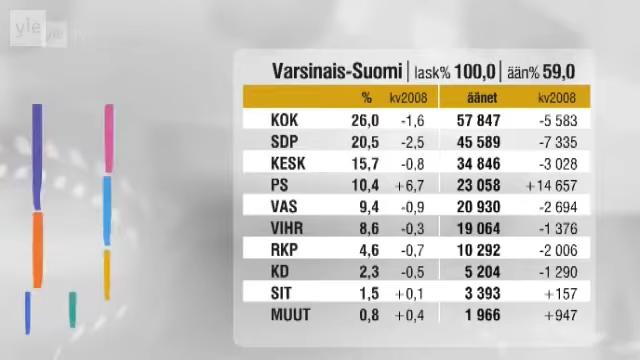 yle
yle
Varsinais-Suomi | lask% 100,0 | ään% 59,0
% kv2008 äänet kv2008
KOK 26,0 -1,6 57 847 -5 583
SDP 20,5 -2,5 45 589 -7 335
KESK 15,7 -0,8 34 846 -3 028
PS 10,4 +6,7 23 058 +14 657
VAS 9,4 -0,9 20 930 -2 694
VIHR 8,6 -0,3 19 064 -1 376
RKP 4,6 -0,7 10 292 -2 006
KD 2,3 -0,5 5 204 -1 290
SIT 1,5 +0,1 3 393 +157
MUUT 0,8 +0,4 1 966 +947